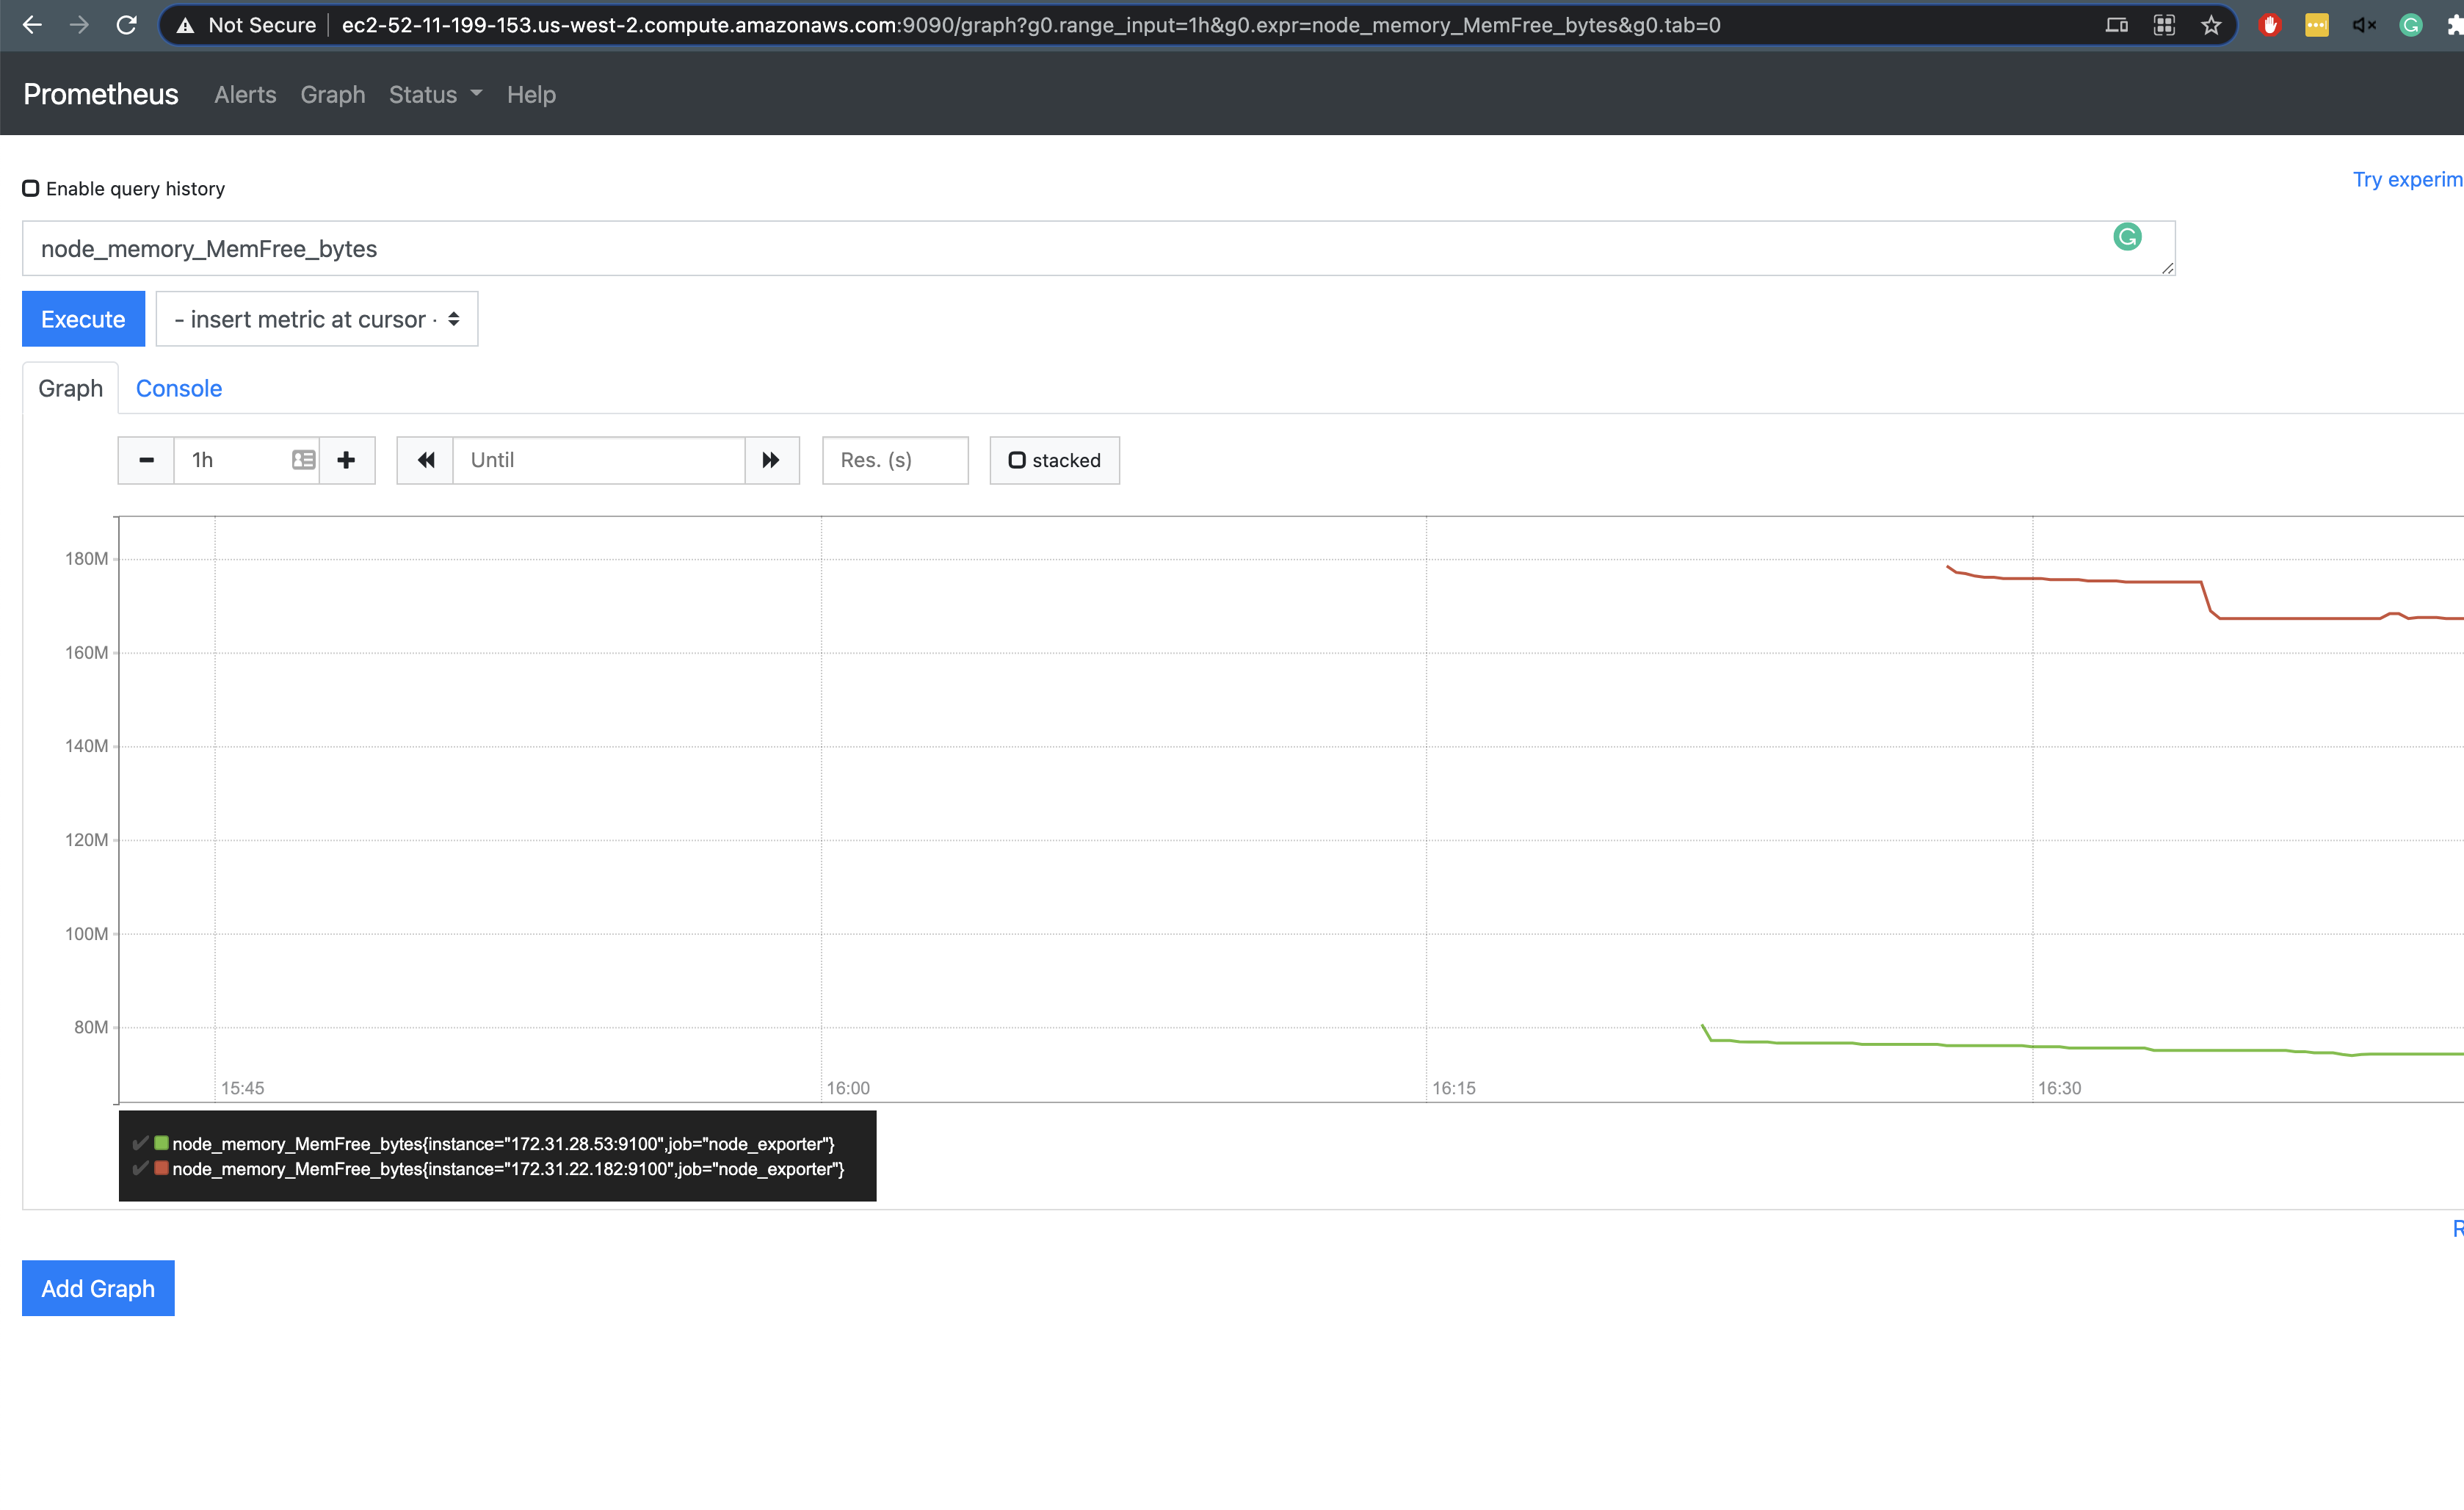 Not Secure ec2-52-11-199-153.us-west-2.compute.amazonaws.com:9090/graph?g0.range_input=1h&g0.expr=node_memory_MemFree_bytes&g0.tab=0
Prometheus Alerts Graph Status Help
Enable query history
Try experim
node_memory_MemFree_bytes
Execute - insert metric at cursor -
Graph Console
1h Until Res. (s) stacked
180M
160M
140M
120M
100M
80M
15:45 16:00 16:15 16:30
node_memory_MemFree_bytes{instance="172.31.28.53:9100",job="node_exporter"}
node_memory_MemFree_bytes{instance="172.31.22.182:9100",job="node_exporter"}
R
Add Graph